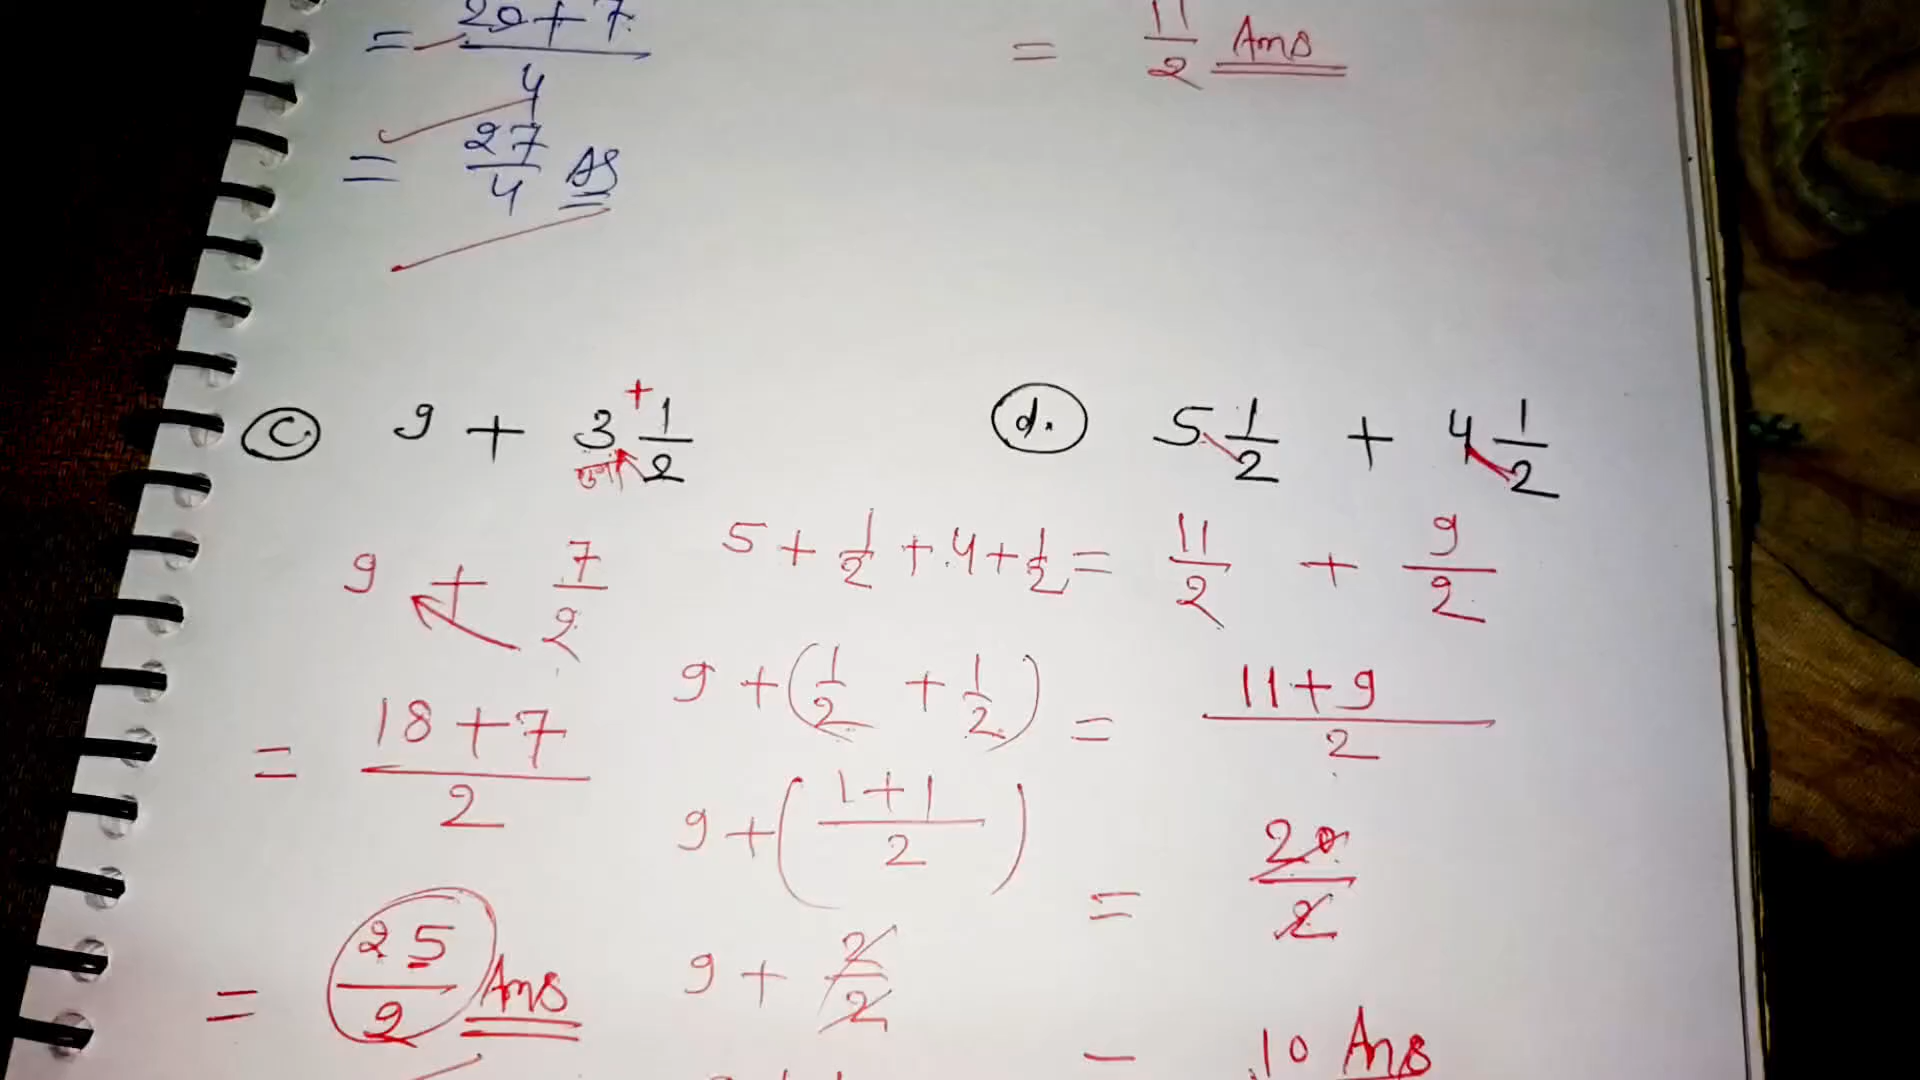 = 20+7/4
= 27/4 As
= 11/2 Ans
c. 9 + 3 + 1/2
9 + 7/2
= 18+7/2
= 25/2 Ans
d. 5 1/2 + 4 1/2
5 + 1/2 + 4 + 1/2 = 11/2 + 9/2
9 + (1/2 + 1/2) = 11+9/2
9 + (1+1/2)
= 20/2
9 + 2/2
10 Ans